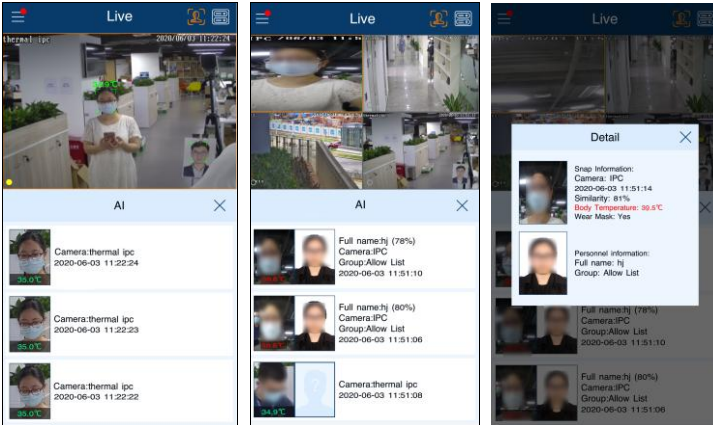 Live
thermal ipc
2020/06/03 11:22:24
AI
35.0℃
Camera:thermal ipc
2020-06-03 11:22:24
35.0℃
Camera:thermal ipc
2020-06-03 11:22:23
35.0℃
Camera:thermal ipc
2020-06-03 11:22:22
Live
AI
Full name:hj (78%)
Camera:IPC
Group:Allow List
2020-06-03 11:51:10
Full name:hj (80%)
Camera:IPC
Group:Allow List
2020-06-03 11:51:06
34.9℃
Camera:thermal ipc
2020-06-03 11:51:08
Live
Detail
Snap Information:
Camera: IPC
2020-06-03 11:51:14
Similarity: 81%
Body Temperature: 30.5℃
Wear Mask: Yes
Personnel information:
Full name: hj
Group: Allow List
AI
Full name:hj (78%)
Camera:IPC
Group:Allow List
2020-06-03 11:51:10
Full name:hj (80%)
Camera:IPC
Group:Allow List
2020-06-03 11:51:06